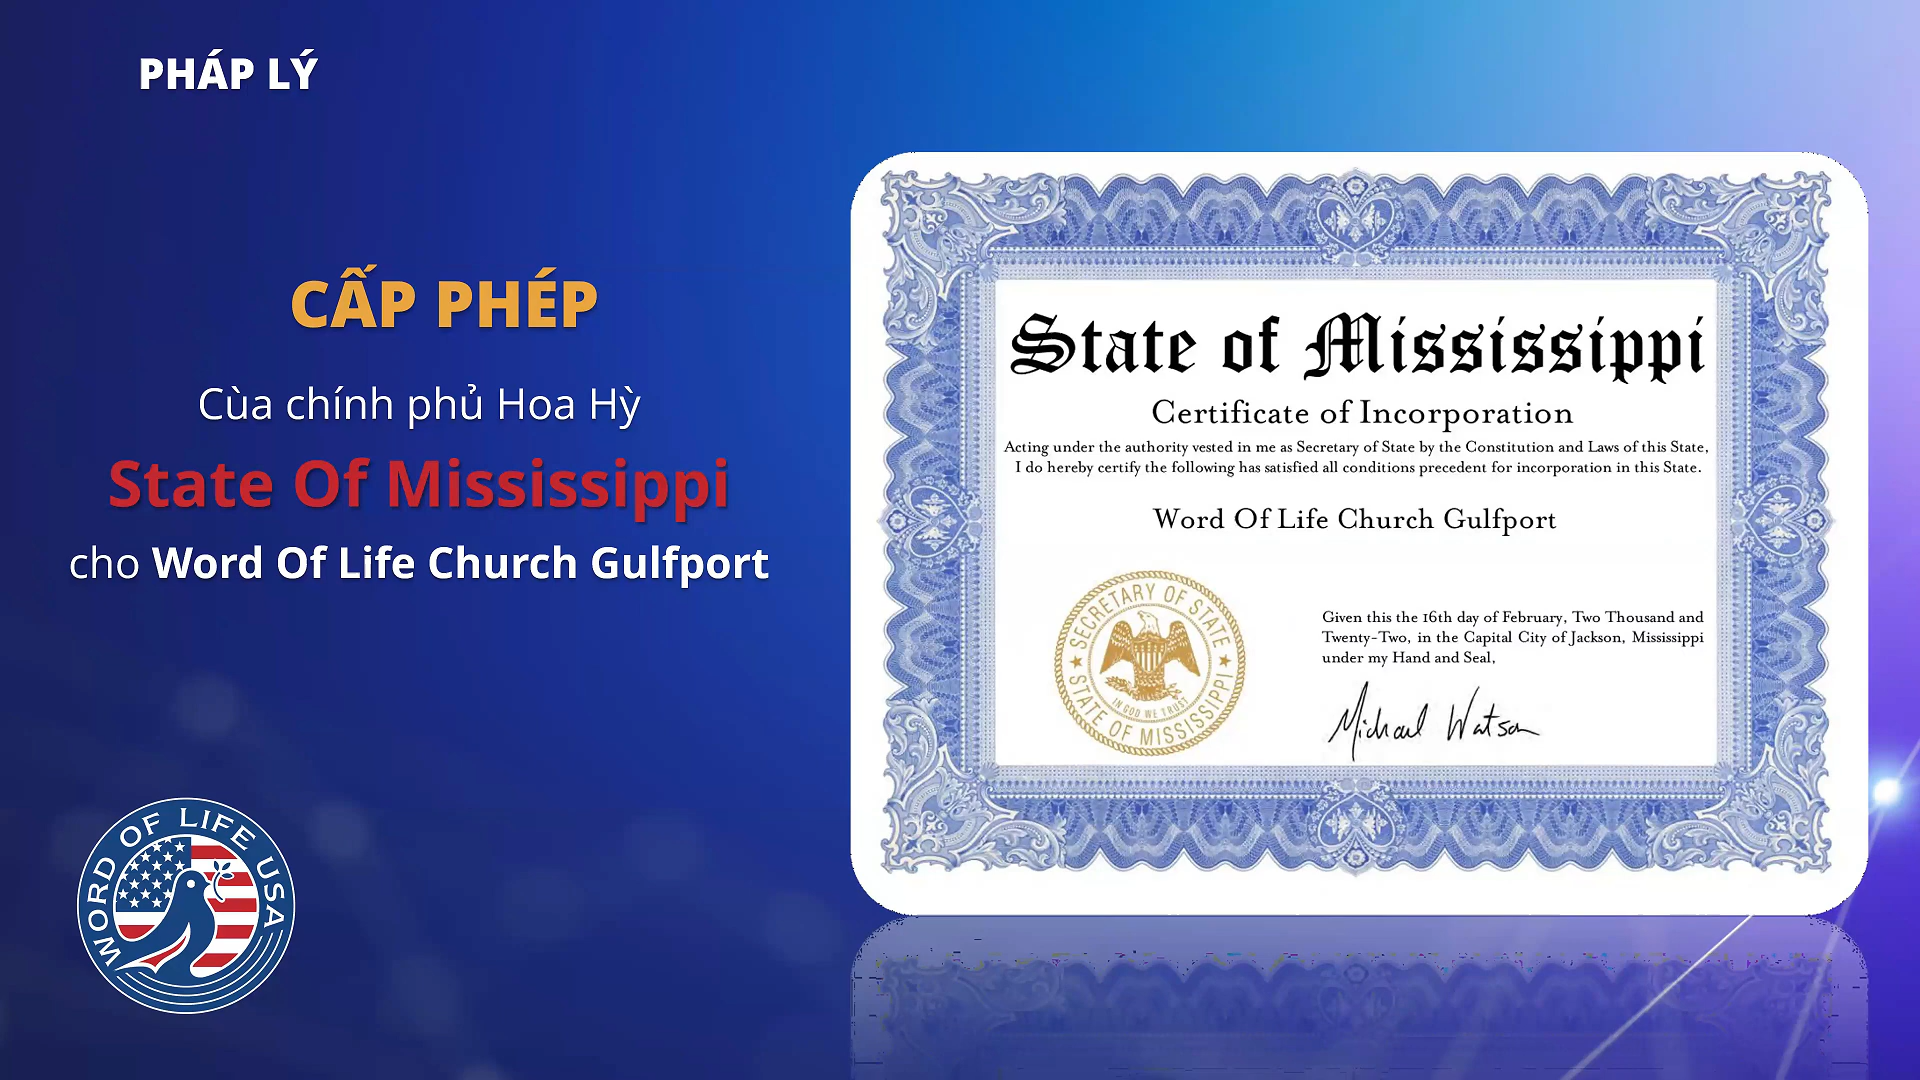 PHÁP LÝ
CẤP PHÉP
Cùa chính phủ Hoa Hỳ
State Of Mississippi
cho Word Of Life Church Gulfport
WORD OF LIFE USA
State of Mississippi
Certificate of Incorporation
Acting under the authority vested in me as Secretary of State by the Constitution and Laws of this State,
I do hereby certify the following has satisfied all conditions precedent for incorporation in this State.
Word Of Life Church Gulfport
SECRETARY OF STATE
IN GOD WE TRUST
STATE OF MISSISSIPPI
Given this the 16th day of February, Two Thousand and
Twenty-Two, in the Capital City of Jackson, Mississippi
under my Hand and Seal,
Michael Watson